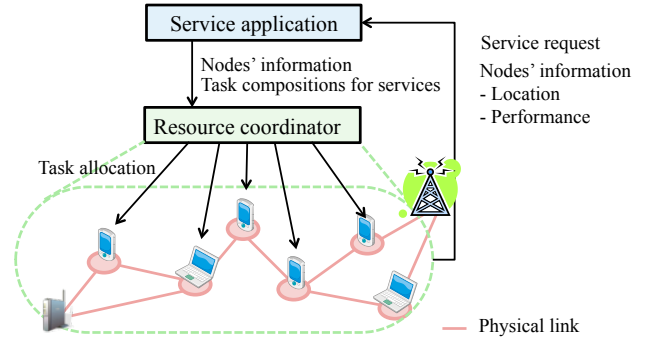 Service application
Service request
Nodes' information
Task compositions for services
Nodes' information
- Location
- Performance
Resource coordinator
Task allocation
Physical link